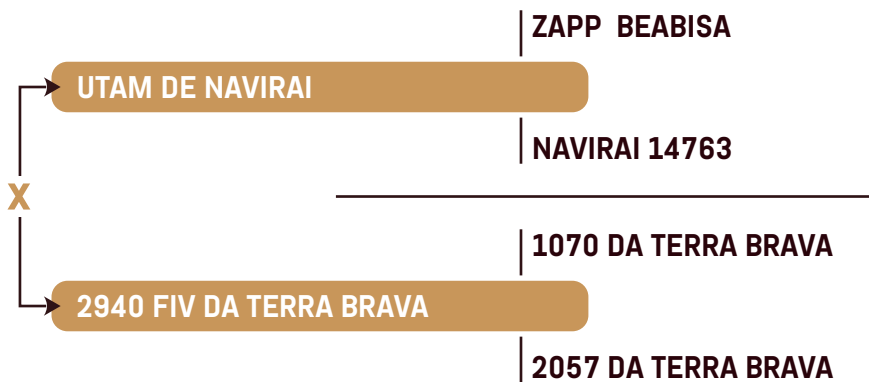 ZAPP BEABISA
UTAM DE NAVIRAI
NAVIRAI 14763
X
1070 DA TERRA BRAVA
2940 FIV DA TERRA BRAVA
2057 DA TERRA BRAVA